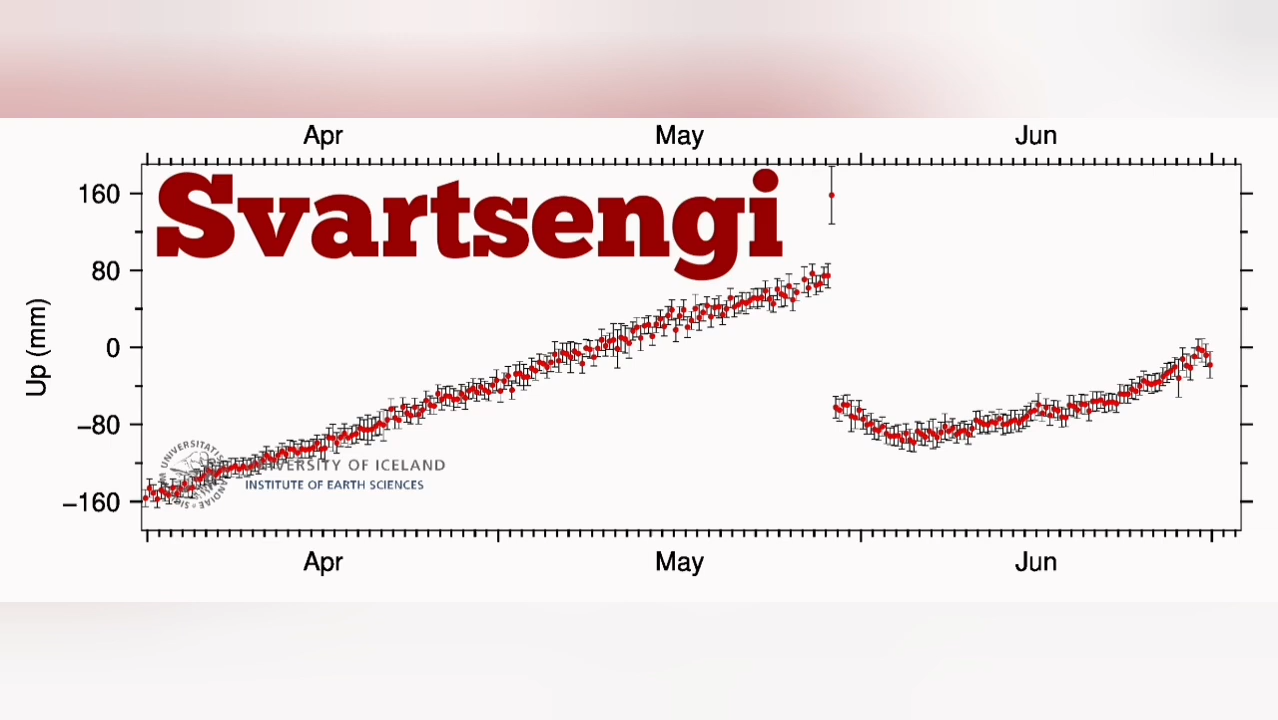 Apr May Jun
Svartsengi
160
80
0
−80
−160
Up (mm)
UNIVERSITY OF ICELAND
INSTITUTE OF EARTH SCIENCES
Apr May Jun